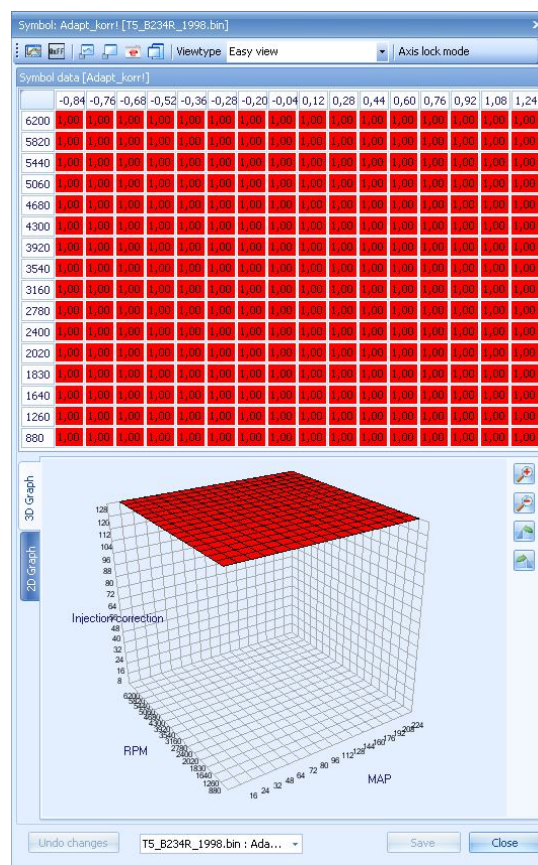 Symbol: Adapt_korr! [T5_B234R_1998.bin]
0xFF Viewtype Easy view Axis lock mode
Symbol data [Adapt_korr!]
-0,84 -0,76 -0,68 -0,52 -0,36 -0,28 -0,20 -0,04 0,12 0,28 0,44 0,60 0,76 0,92 1,08 1,24
6200 1,00 1,00 1,00 1,00 1,00 1,00 1,00 1,00 1,00 1,00 1,00 1,00 1,00 1,00 1,00 1,00
5820 1,00 1,00 1,00 1,00 1,00 1,00 1,00 1,00 1,00 1,00 1,00 1,00 1,00 1,00 1,00 1,00
5440 1,00 1,00 1,00 1,00 1,00 1,00 1,00 1,00 1,00 1,00 1,00 1,00 1,00 1,00 1,00 1,00
5060 1,00 1,00 1,00 1,00 1,00 1,00 1,00 1,00 1,00 1,00 1,00 1,00 1,00 1,00 1,00 1,00
4680 1,00 1,00 1,00 1,00 1,00 1,00 1,00 1,00 1,00 1,00 1,00 1,00 1,00 1,00 1,00 1,00
4300 1,00 1,00 1,00 1,00 1,00 1,00 1,00 1,00 1,00 1,00 1,00 1,00 1,00 1,00 1,00 1,00
3920 1,00 1,00 1,00 1,00 1,00 1,00 1,00 1,00 1,00 1,00 1,00 1,00 1,00 1,00 1,00 1,00
3540 1,00 1,00 1,00 1,00 1,00 1,00 1,00 1,00 1,00 1,00 1,00 1,00 1,00 1,00 1,00 1,00
3160 1,00 1,00 1,00 1,00 1,00 1,00 1,00 1,00 1,00 1,00 1,00 1,00 1,00 1,00 1,00 1,00
2780 1,00 1,00 1,00 1,00 1,00 1,00 1,00 1,00 1,00 1,00 1,00 1,00 1,00 1,00 1,00 1,00
2400 1,00 1,00 1,00 1,00 1,00 1,00 1,00 1,00 1,00 1,00 1,00 1,00 1,00 1,00 1,00 1,00
2020 1,00 1,00 1,00 1,00 1,00 1,00 1,00 1,00 1,00 1,00 1,00 1,00 1,00 1,00 1,00 1,00
1830 1,00 1,00 1,00 1,00 1,00 1,00 1,00 1,00 1,00 1,00 1,00 1,00 1,00 1,00 1,00 1,00
1640 1,00 1,00 1,00 1,00 1,00 1,00 1,00 1,00 1,00 1,00 1,00 1,00 1,00 1,00 1,00 1,00
1260 1,00 1,00 1,00 1,00 1,00 1,00 1,00 1,00 1,00 1,00 1,00 1,00 1,00 1,00 1,00 1,00
880 1,00 1,00 1,00 1,00 1,00 1,00 1,00 1,00 1,00 1,00 1,00 1,00 1,00 1,00 1,00 1,00
3D Graph
2D Graph
128
120
112
104
96
88
80
72
64
Injection correction
48
40
32
24
16
8
6200
5820
5440
5060
4680
4300
3920
3540
3160
2780
2400
2020
1830
1640
1260
880
RPM
16 24 32 48 64 72 80 96 112 128 144 160 176 192 208 224
MAP
Undo changes T5_B234R_1998.bin : Ada... Save Close